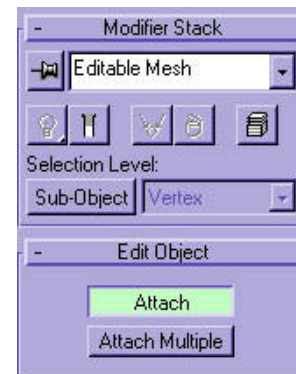 - Modifier Stack
Editable Mesh
Selection Level:
Sub-Object Vertex
- Edit Object
Attach
Attach Multiple